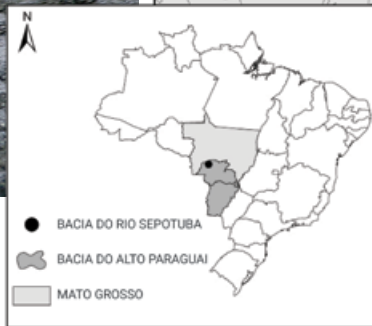 N
BACIA DO RIO SEPOTUBA
BACIA DO ALTO PARAGUAI
MATO GROSSO